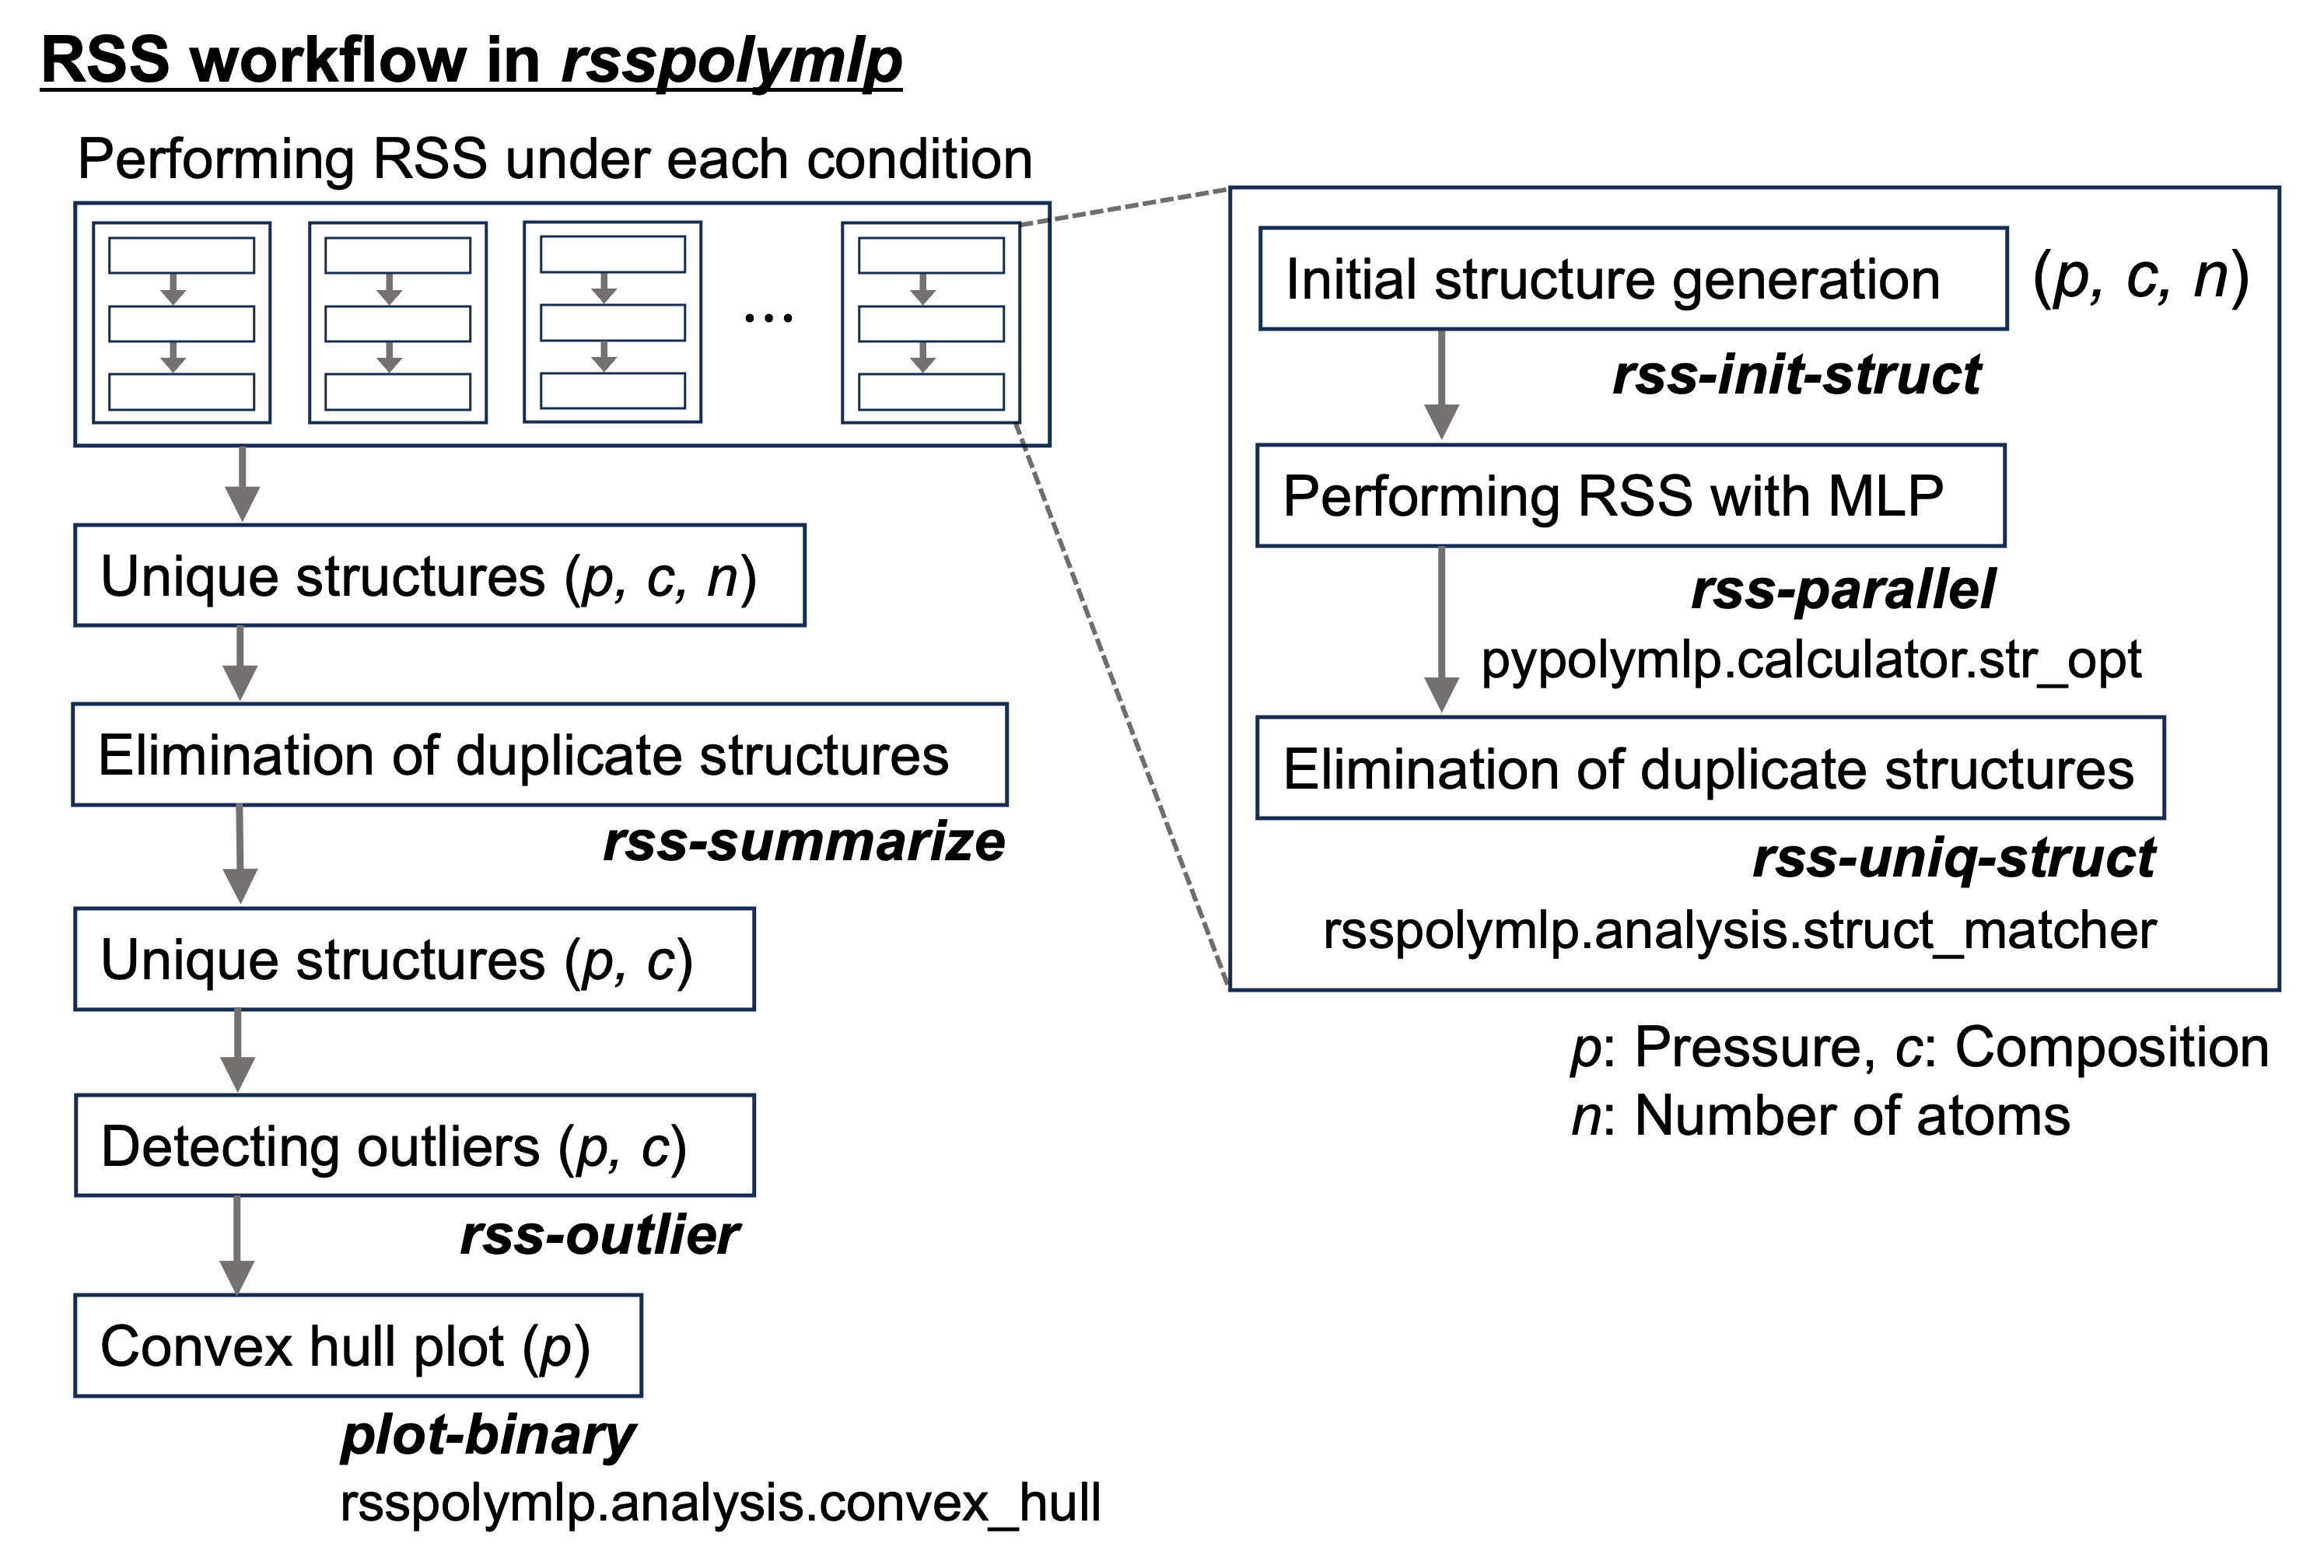 RSS workflow in rsspolymlp
Performing RSS under each condition
...
Unique structures (p, c, n)
Elimination of duplicate structures
rss-summarize
Unique structures (p, c)
Detecting outliers (p, c)
rss-outlier
Convex hull plot (p)
plot-binary
rsspolymlp.analysis.convex_hull
Initial structure generation (p, c, n)
rss-init-struct
Performing RSS with MLP
rss-parallel
pypolymlp.calculator.str_opt
Elimination of duplicate structures
rss-uniq-struct
rsspolymlp.analysis.struct_matcher
p: Pressure, c: Composition
n: Number of atoms